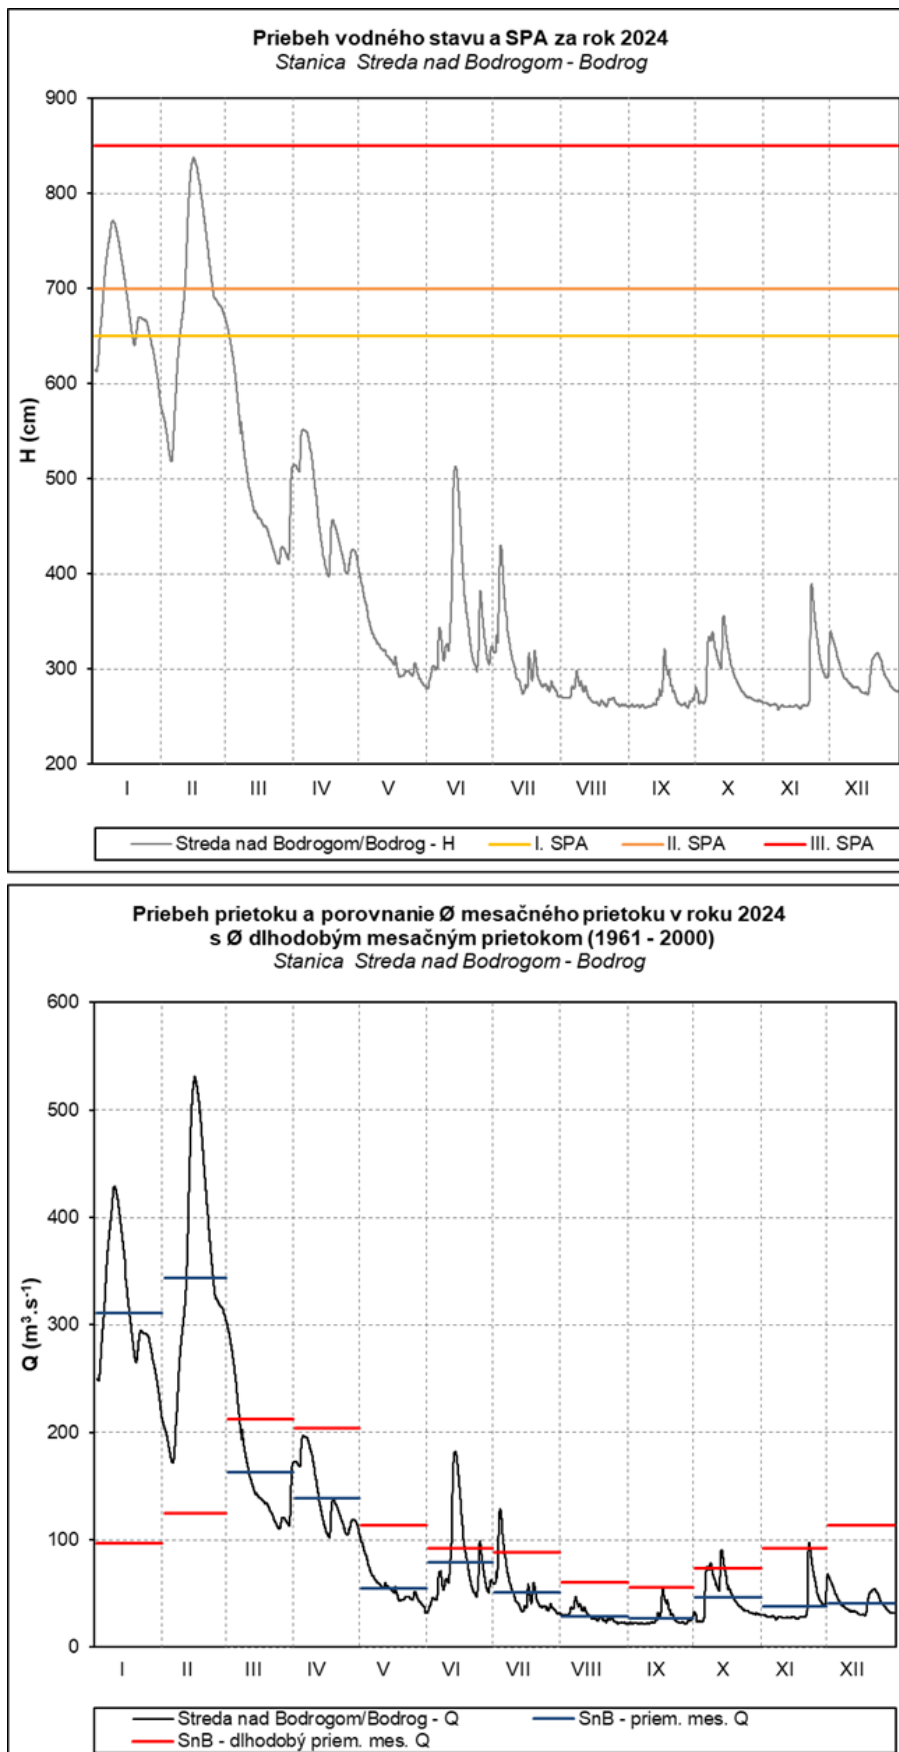 Priebeh vodného stavu a SPA za rok 2024
Stanica Streda nad Bodrogom - Bodrog
H (cm)
900
800
700
600
500
400
300
200
I II III IV V VI VII VIII IX X XI XII
Streda nad Bodrogom/Bodrog - H I. SPA II. SPA III. SPA
Priebeh prietoku a porovnanie Ø mesačného prietoku v roku 2024
s Ø dlhodobým mesačným prietokom (1961 - 2000)
Stanica Streda nad Bodrogom - Bodrog
Q (m³.s⁻¹)
600
500
400
300
200
100
0
I II III IV V VI VII VIII IX X XI XII
Streda nad Bodrogom/Bodrog - Q SnB - priem. mes. Q
SnB - dlhodobý priem. mes. Q